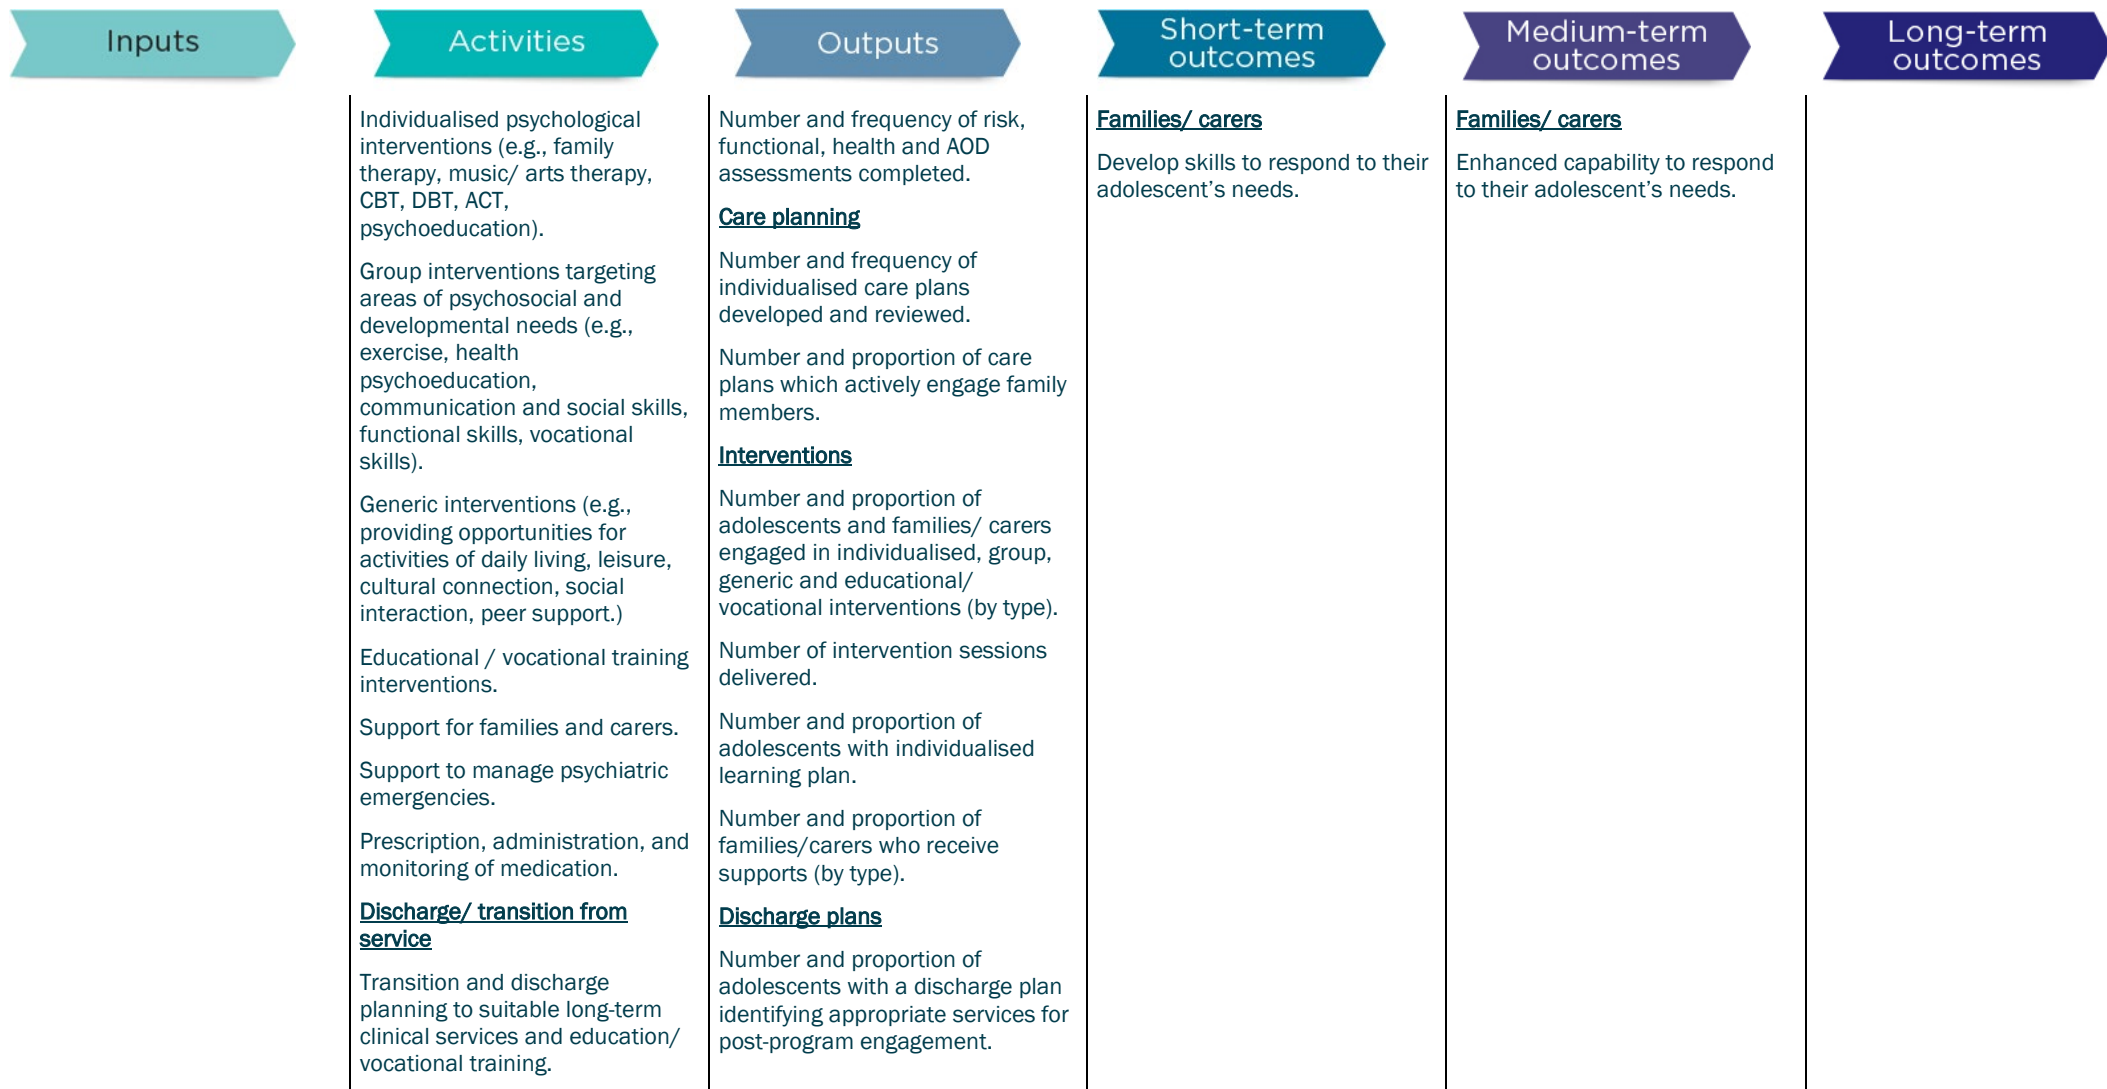 Inputs
Activities
Outputs
Short-term
outcomes
Medium-term
outcomes
Long-term
outcomes
Individualised psychological
interventions (e.g., family
therapy, music/ arts therapy,
CBT, DBT, ACT,
psychoeducation).
Group interventions targeting
areas of psychosocial and
developmental needs (e.g.,
exercise, health
psychoeducation,
communication and social skills,
functional skills, vocational
skills).
Generic interventions (e.g.,
providing opportunities for
activities of daily living, leisure,
cultural connection, social
interaction, peer support.)
Educational / vocational training
interventions.
Support for families and carers.
Support to manage psychiatric
emergencies.
Prescription, administration, and
monitoring of medication.
Discharge/ transition from
service
Transition and discharge
planning to suitable long-term
clinical services and education/
vocational training.
Number and frequency of risk,
functional, health and AOD
assessments completed.
Care planning
Number and frequency of
individualised care plans
developed and reviewed.
Number and proportion of care
plans which actively engage family
members.
Interventions
Number and proportion of
adolescents and families/ carers
engaged in individualised, group,
generic and educational/
vocational interventions (by type).
Number of intervention sessions
delivered.
Number and proportion of
adolescents with individualised
learning plan.
Number and proportion of
families/carers who receive
supports (by type).
Discharge plans
Number and proportion of
adolescents with a discharge plan
identifying appropriate services for
post-program engagement.
Families/ carers
Develop skills to respond to their
adolescent’s needs.
Families/ carers
Enhanced capability to respond
to their adolescent’s needs.